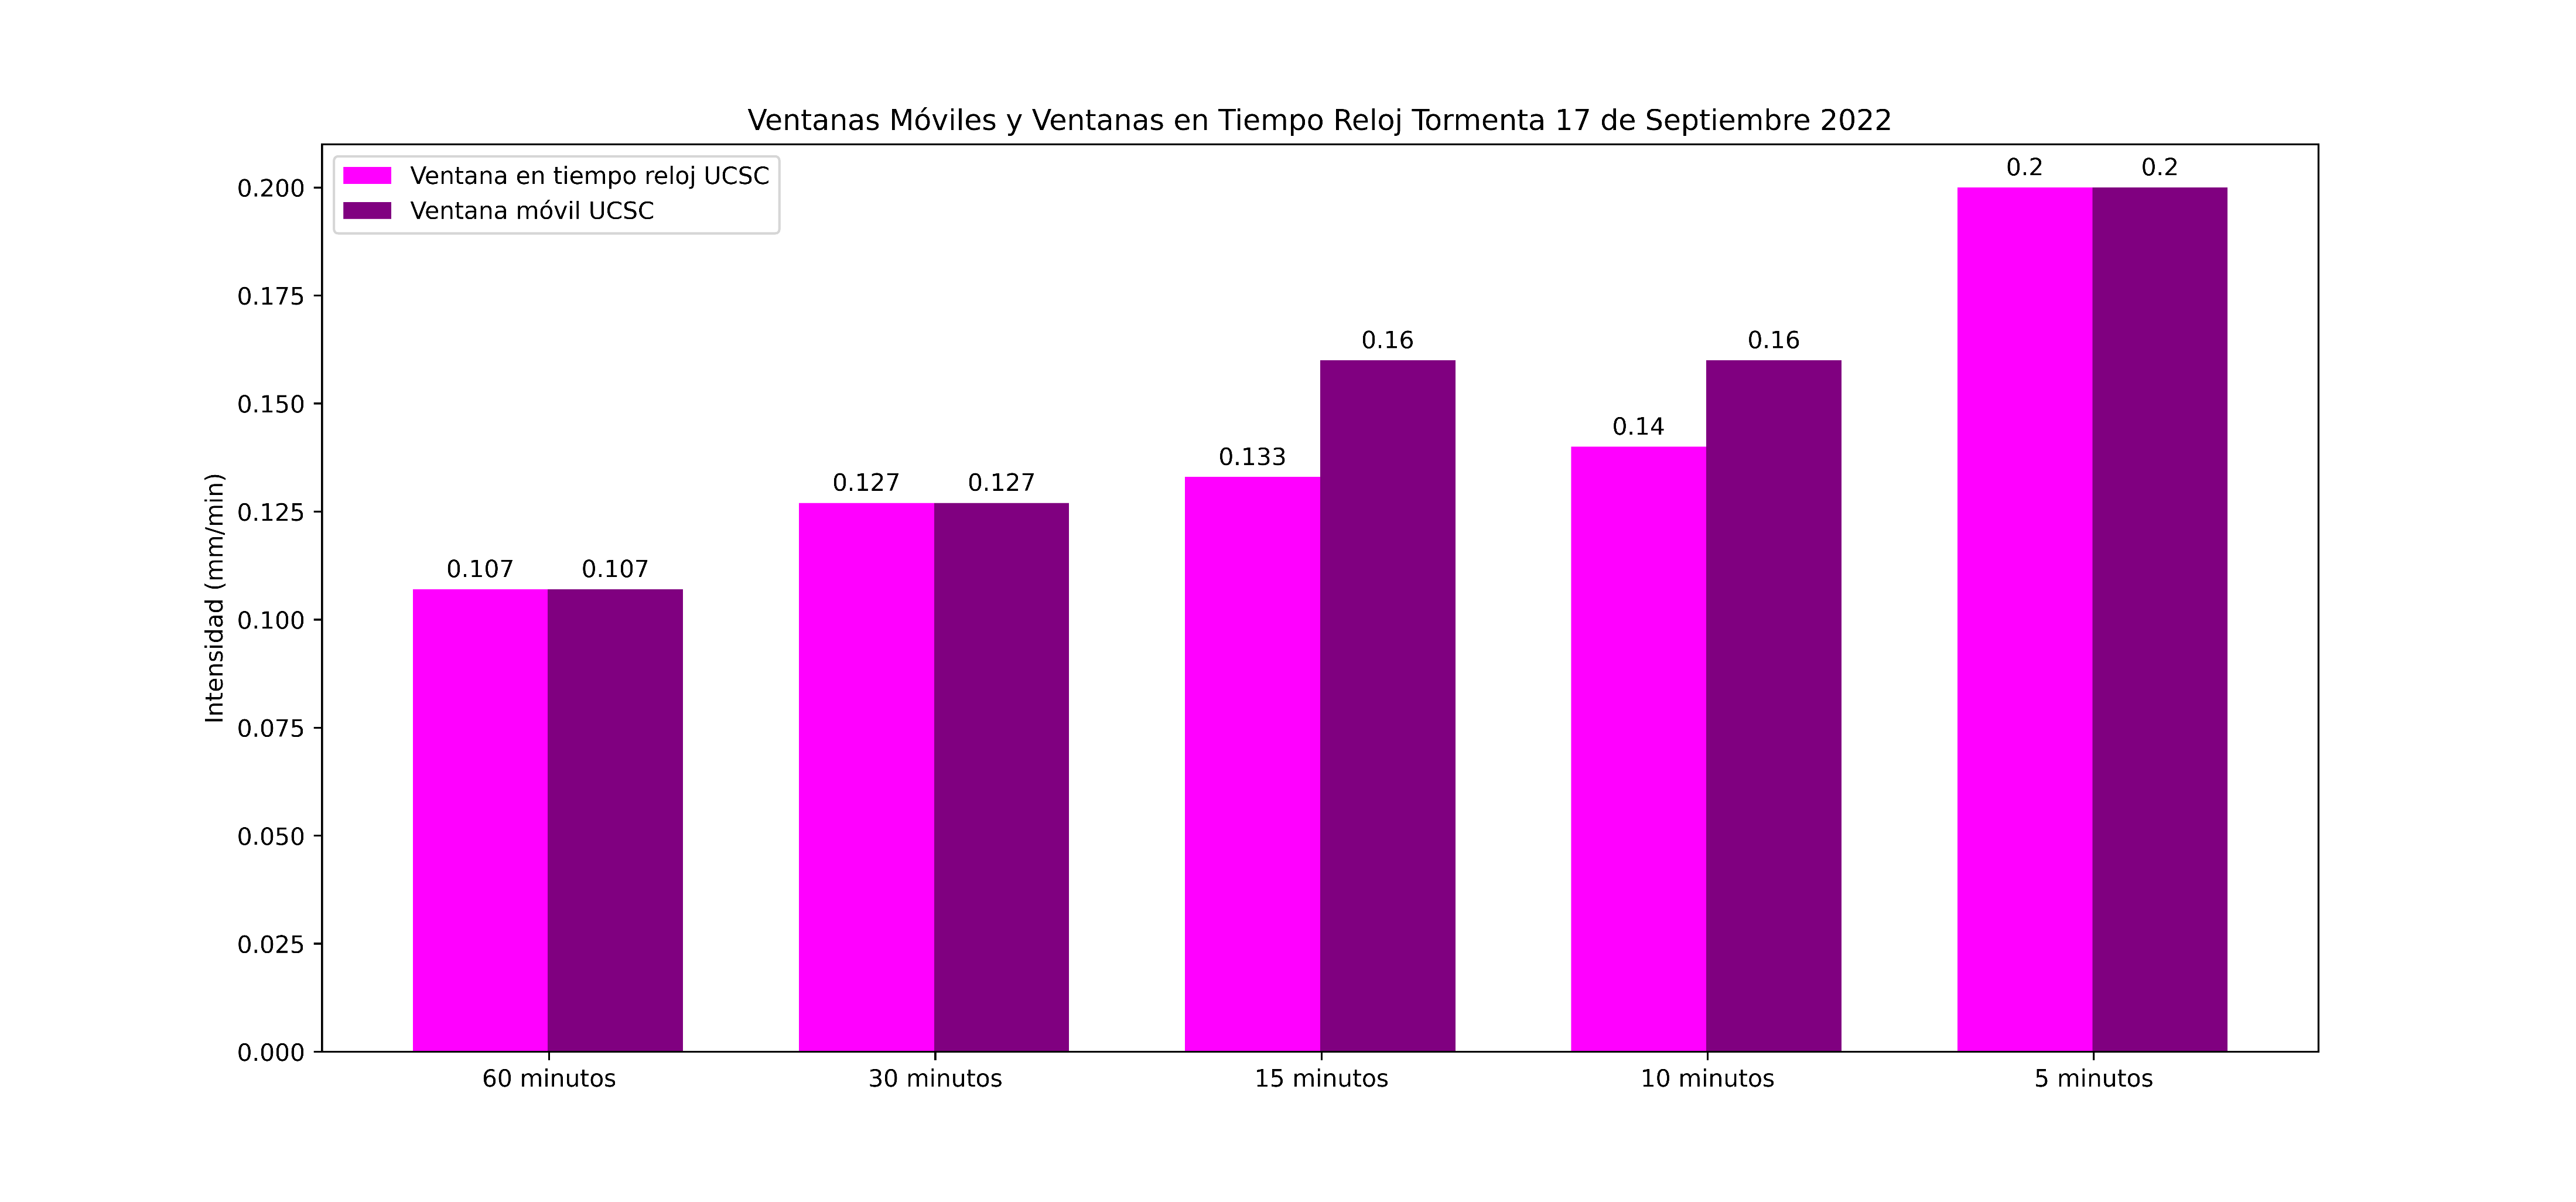 Ventanas Móviles y Ventanas en Tiempo Reloj Tormenta 17 de Septiembre 2022
Ventana en tiempo reloj UCSC
Ventana móvil UCSC
Intensidad (mm/min)
0.200
0.175
0.150
0.125
0.100
0.075
0.050
0.025
0.000
0.107
0.107
0.127
0.127
0.133
0.16
0.14
0.16
0.2
0.2
60 minutos
30 minutos
15 minutos
10 minutos
5 minutos